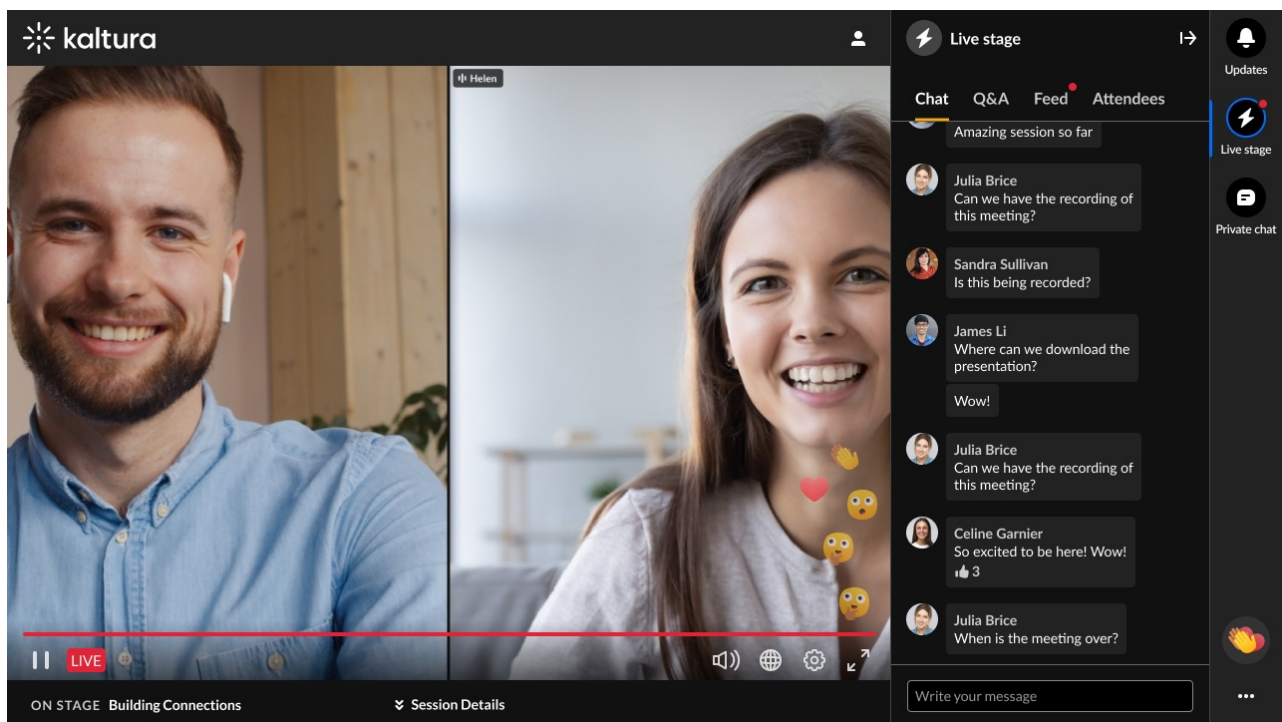 kaltura
Helen
LIVE
ON STAGE Building Connections
Session Details
Live stage
Chat Q&A Feed Attendees
Amazing session so far
Julia Brice
Can we have the recording of
this meeting?
Sandra Sullivan
Is this being recorded?
James Li
Where can we download the
presentation?
Wow!
Julia Brice
Can we have the recording of
this meeting?
Celine Garnier
So excited to be here! Wow!
3
Julia Brice
When is the meeting over?
Write your message
Updates
Live stage
Private chat